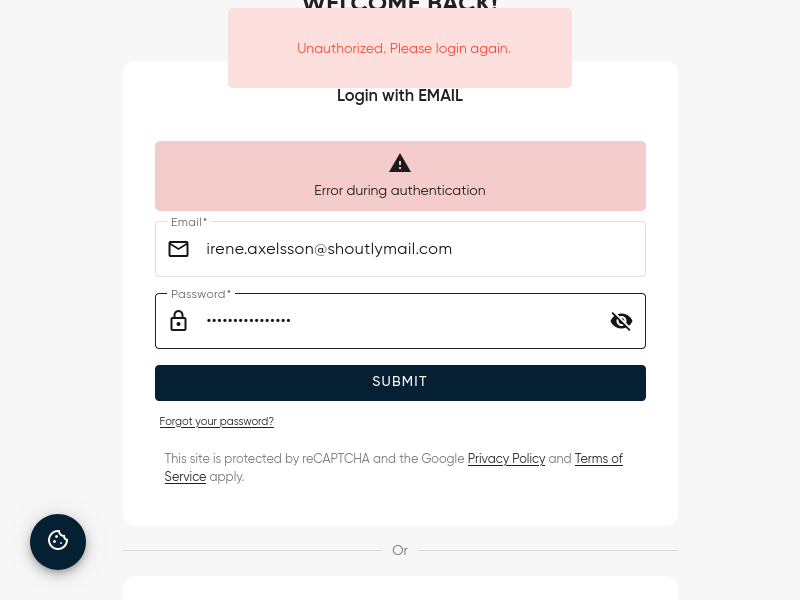 WELCOME BACK!
Unauthorized. Please login again.
Login with EMAIL
Error during authentication
Email*
irene.axelsson@shoutlymail.com
Password*
••••••••••••••••
SUBMIT
Forgot your password?
This site is protected by reCAPTCHA and the Google Privacy Policy and Terms of
Service apply.
Or